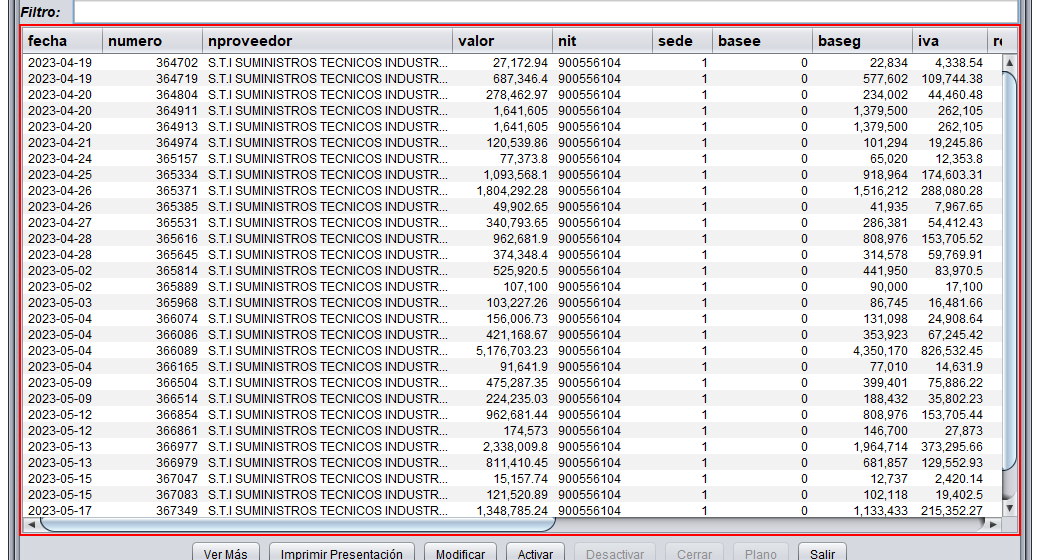 Filtro:
fecha numero nproveedor valor nit sede basee baseg iva
2023-04-19 364702 S.T.I SUMINISTROS TECNICOS INDUSTR... 27,172.94 900556104 1 0 22,834 4,338.54
2023-04-19 364719 S.T.I SUMINISTROS TECNICOS INDUSTR... 687,346.4 900556104 1 0 577,602 109,744.38
2023-04-20 364804 S.T.I SUMINISTROS TECNICOS INDUSTR... 278,462.97 900556104 1 0 234,002 44,460.48
2023-04-20 364911 S.T.I SUMINISTROS TECNICOS INDUSTR... 1,641,605 900556104 1 0 1,379,500 262,105
2023-04-20 364913 S.T.I SUMINISTROS TECNICOS INDUSTR... 1,641,605 900556104 1 0 1,379,500 262,105
2023-04-21 364974 S.T.I SUMINISTROS TECNICOS INDUSTR... 120,539.86 900556104 1 0 101,294 19,245.86
2023-04-24 365157 S.T.I SUMINISTROS TECNICOS INDUSTR... 77,373.8 900556104 1 0 65,020 12,353.8
2023-04-25 365334 S.T.I SUMINISTROS TECNICOS INDUSTR... 1,093,568.1 900556104 1 0 918,964 174,603.31
2023-04-26 365371 S.T.I SUMINISTROS TECNICOS INDUSTR... 1,804,292.28 900556104 1 0 1,516,212 288,080.28
2023-04-26 365385 S.T.I SUMINISTROS TECNICOS INDUSTR... 49,902.65 900556104 1 0 41,935 7,967.65
2023-04-27 365531 S.T.I SUMINISTROS TECNICOS INDUSTR... 340,793.65 900556104 1 0 286,381 54,412.43
2023-04-28 365616 S.T.I SUMINISTROS TECNICOS INDUSTR... 962,681.9 900556104 1 0 808,976 153,705.52
2023-04-28 365645 S.T.I SUMINISTROS TECNICOS INDUSTR... 374,348.4 900556104 1 0 314,578 59,769.91
2023-05-02 365814 S.T.I SUMINISTROS TECNICOS INDUSTR... 525,920.5 900556104 1 0 441,950 83,970.5
2023-05-02 365889 S.T.I SUMINISTROS TECNICOS INDUSTR... 107,100 900556104 1 0 90,000 17,100
2023-05-03 365968 S.T.I SUMINISTROS TECNICOS INDUSTR... 103,227.26 900556104 1 0 86,745 16,481.66
2023-05-04 366074 S.T.I SUMINISTROS TECNICOS INDUSTR... 156,006.73 900556104 1 0 131,098 24,908.64
2023-05-04 366086 S.T.I SUMINISTROS TECNICOS INDUSTR... 421,168.67 900556104 1 0 353,923 67,245.42
2023-05-04 366089 S.T.I SUMINISTROS TECNICOS INDUSTR... 5,176,703.23 900556104 1 0 4,350,170 826,532.45
2023-05-04 366165 S.T.I SUMINISTROS TECNICOS INDUSTR... 91,641.9 900556104 1 0 77,010 14,631.9
2023-05-09 366504 S.T.I SUMINISTROS TECNICOS INDUSTR... 475,287.35 900556104 1 0 399,401 75,886.22
2023-05-09 366514 S.T.I SUMINISTROS TECNICOS INDUSTR... 224,235.03 900556104 1 0 188,432 35,802.23
2023-05-12 366854 S.T.I SUMINISTROS TECNICOS INDUSTR... 962,681.44 900556104 1 0 808,976 153,705.44
2023-05-12 366861 S.T.I SUMINISTROS TECNICOS INDUSTR... 174,573 900556104 1 0 146,700 27,873
2023-05-13 366977 S.T.I SUMINISTROS TECNICOS INDUSTR... 2,338,009.8 900556104 1 0 1,964,714 373,295.66
2023-05-13 366979 S.T.I SUMINISTROS TECNICOS INDUSTR... 811,410.45 900556104 1 0 681,857 129,552.93
2023-05-15 367047 S.T.I SUMINISTROS TECNICOS INDUSTR... 15,157.74 900556104 1 0 12,737 2,420.14
2023-05-15 367083 S.T.I SUMINISTROS TECNICOS INDUSTR... 121,520.89 900556104 1 0 102,118 19,402.5
2023-05-17 367349 S.T.I SUMINISTROS TECNICOS INDUSTR... 1,348,785.24 900556104 1 0 1,133,433 215,352.27
Ver Más Imprimir Presentación Modificar Activar Desactivar Cerrar Plano Salir